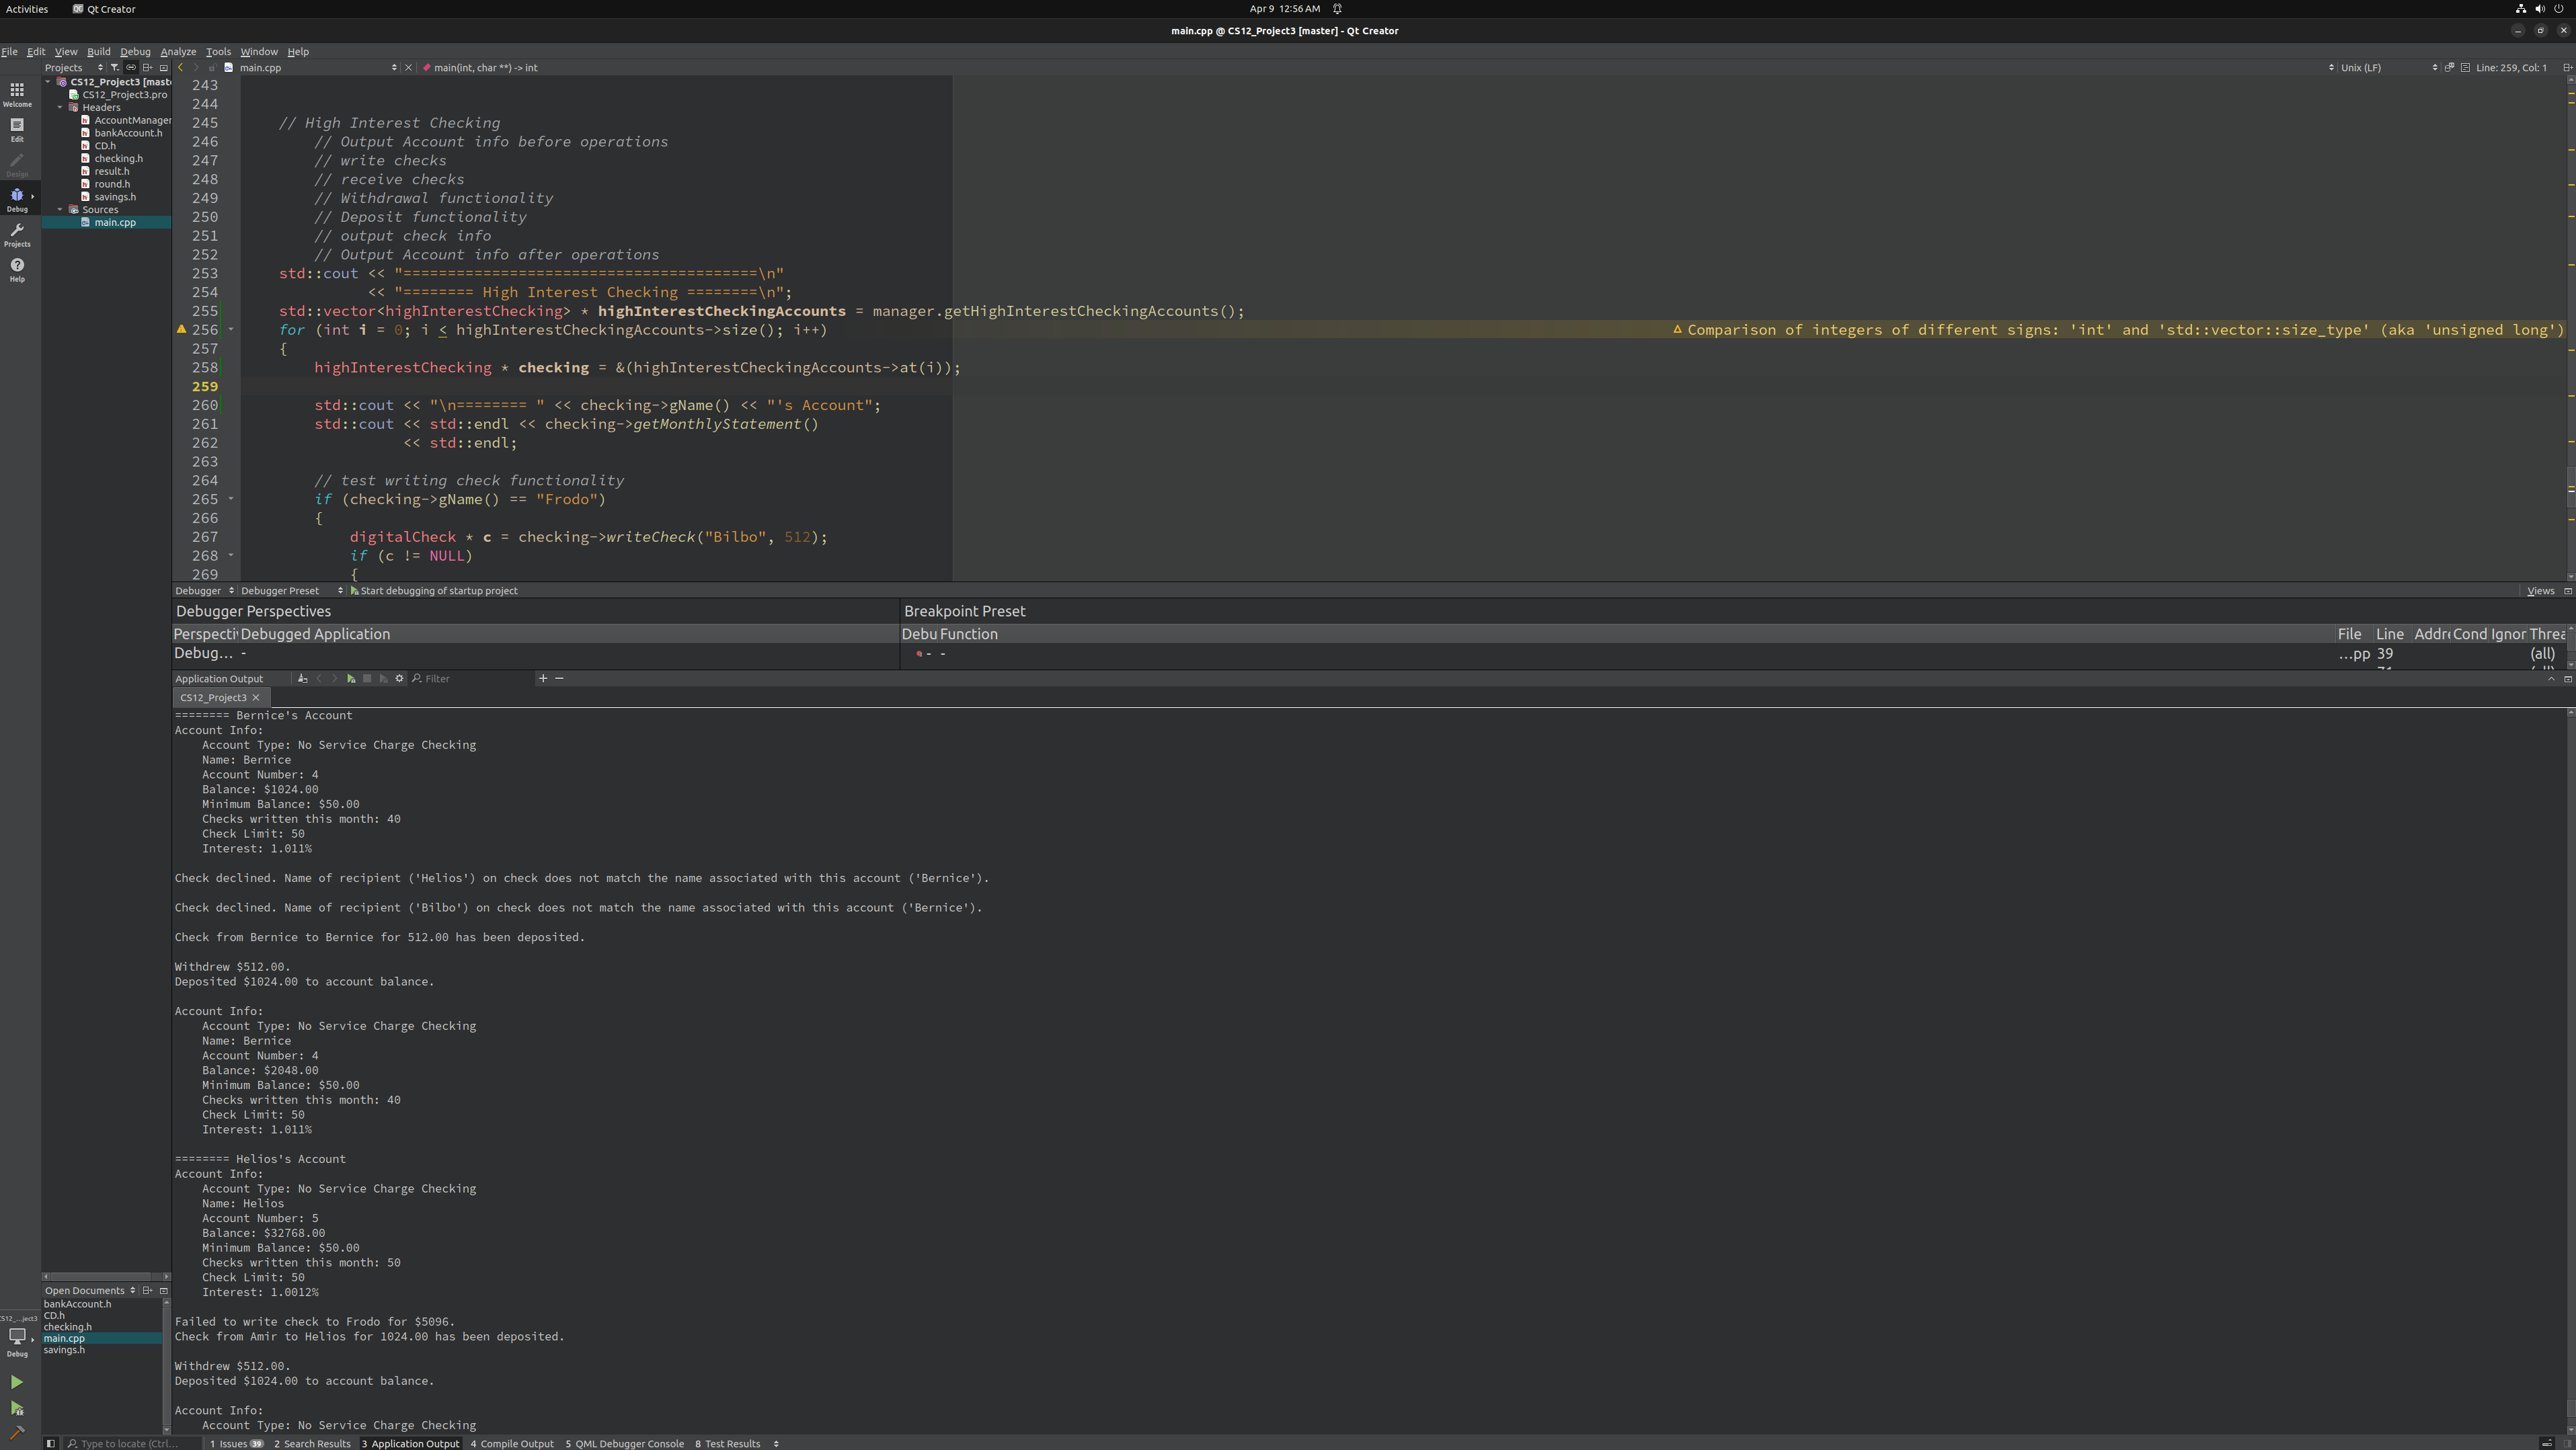 Activities Qt Creator Apr 9 12:56 AM
main.cpp @ CS12_Project3 [master] - Qt Creator
File Edit View Build Debug Analyze Tools Window Help
Projects main.cpp main(int, char **) -> int Unix (LF) Line: 259, Col: 1
Welcome
Edit
Design
Debug
Projects
Help
CS12_Project3 [mast
CS12_Project3.pro
Headers
AccountManager
bankAccount.h
CD.h
checking.h
result.h
round.h
savings.h
Sources
main.cpp
243
244
245 // High Interest Checking
246 // Output Account info before operations
247 // write checks
248 // receive checks
249 // Withdrawal functionality
250 // Deposit functionality
251 // output check info
252 // Output Account info after operations
253 std::cout << "========================================\n"
254 << "======== High Interest Checking ========\n";
255 std::vector<highInterestChecking> * highInterestCheckingAccounts = manager.getHighInterestCheckingAccounts();
256 for (int i = 0; i < highInterestCheckingAccounts->size(); i++) Comparison of integers of different signs: 'int' and 'std::vector::size_type' (aka 'unsigned long')
257 {
258 highInterestChecking * checking = &(highInterestCheckingAccounts->at(i));
259
260 std::cout << "\n======== " << checking->gName() << "'s Account";
261 std::cout << std::endl << checking->getMonthlyStatement()
262 << std::endl;
263
264 // test writing check functionality
265 if (checking->gName() == "Frodo")
266 {
267 digitalCheck * c = checking->writeCheck("Bilbo", 512);
268 if (c != NULL)
269 {
Debugger Debugger Preset Start debugging of startup project Views
Debugger Perspectives Breakpoint Preset
Perspecti Debugged Application Debu Function File Line Addre Cond Ignor Threa
Debug... - - - ...pp 39 (all)
Application Output Filter
CS12_Project3
======== Bernice's Account
Account Info:
Account Type: No Service Charge Checking
Name: Bernice
Account Number: 4
Balance: $1024.00
Minimum Balance: $50.00
Checks written this month: 40
Check Limit: 50
Interest: 1.011%
Check declined. Name of recipient ('Helios') on check does not match the name associated with this account ('Bernice').
Check declined. Name of recipient ('Bilbo') on check does not match the name associated with this account ('Bernice').
Check from Bernice to Bernice for 512.00 has been deposited.
Withdrew $512.00.
Deposited $1024.00 to account balance.
Account Info:
Account Type: No Service Charge Checking
Name: Bernice
Account Number: 4
Balance: $2048.00
Minimum Balance: $50.00
Checks written this month: 40
Check Limit: 50
Interest: 1.011%
======== Helios's Account
Account Info:
Account Type: No Service Charge Checking
Name: Helios
Account Number: 5
Balance: $32768.00
Minimum Balance: $50.00
Checks written this month: 50
Check Limit: 50
Interest: 1.0012%
Failed to write check to Frodo for $5096.
Check from Amir to Helios for 1024.00 has been deposited.
Withdrew $512.00.
Deposited $1024.00 to account balance.
Account Info:
Account Type: No Service Charge Checking
Open Documents
bankAccount.h
CD.h
checking.h
main.cpp
savings.h
CS12_...ject3
Debug
Type to locate (Ctrl... 1 Issues 39 2 Search Results 3 Application Output 4 Compile Output 5 QML Debugger Console 8 Test Results